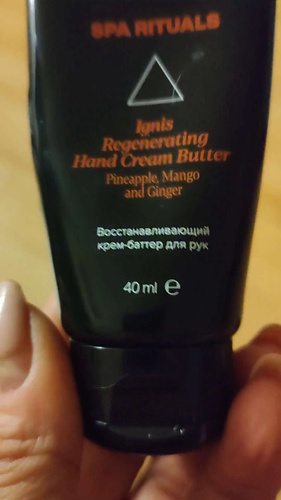 SPA RITUALS
Ignis
Regenerating
Hand Cream Butter
Pineapple, Mango
and Ginger
Восстанавливающий
крем-баттер для рук
40 ml ℮